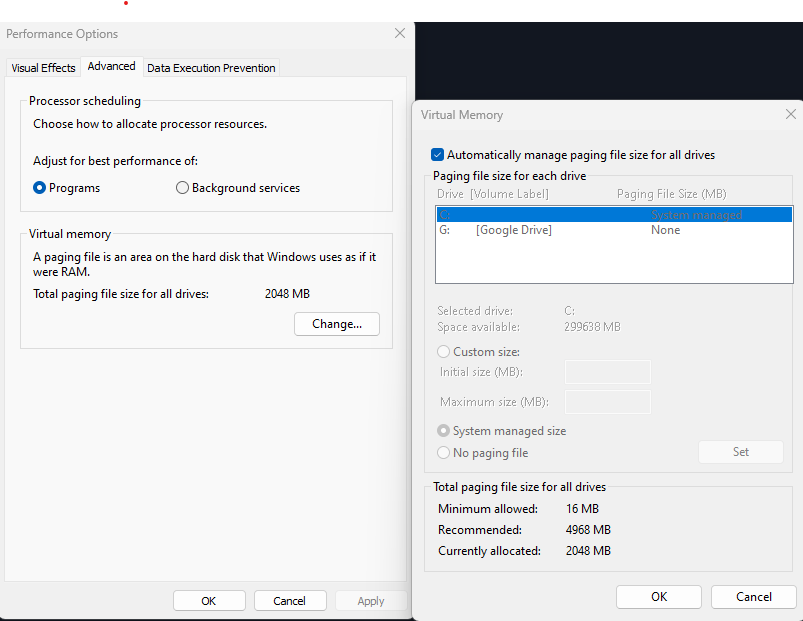 Performance Options
Visual Effects Advanced Data Execution Prevention
Processor scheduling
Choose how to allocate processor resources.
Adjust for best performance of:
Programs Background services
Virtual memory
A paging file is an area on the hard disk that Windows uses as if it
were RAM.
Total paging file size for all drives: 2048 MB
Change...
OK Cancel Apply
Virtual Memory
Automatically manage paging file size for all drives
Paging file size for each drive
Drive [Volume Label] Paging File Size (MB)
C: System managed
G: [Google Drive] None
Selected drive: C:
Space available: 299638 MB
Custom size:
Initial size (MB):
Maximum size (MB):
System managed size
No paging file Set
Total paging file size for all drives
Minimum allowed: 16 MB
Recommended: 4968 MB
Currently allocated: 2048 MB
OK Cancel